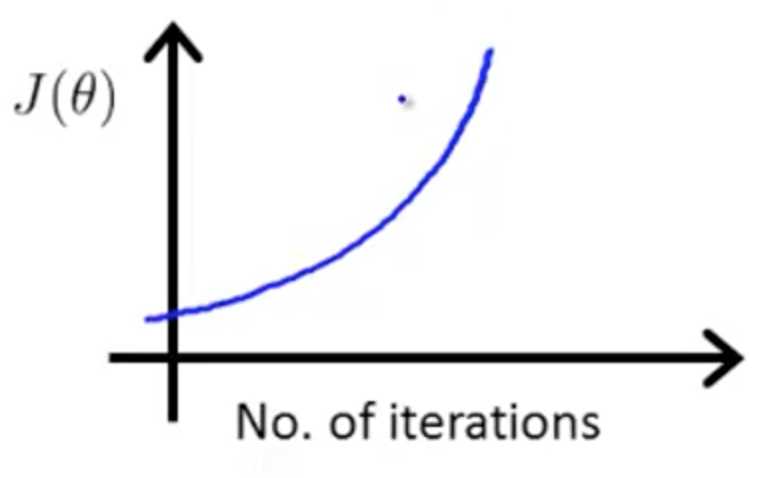 J(θ)
No. of iterations